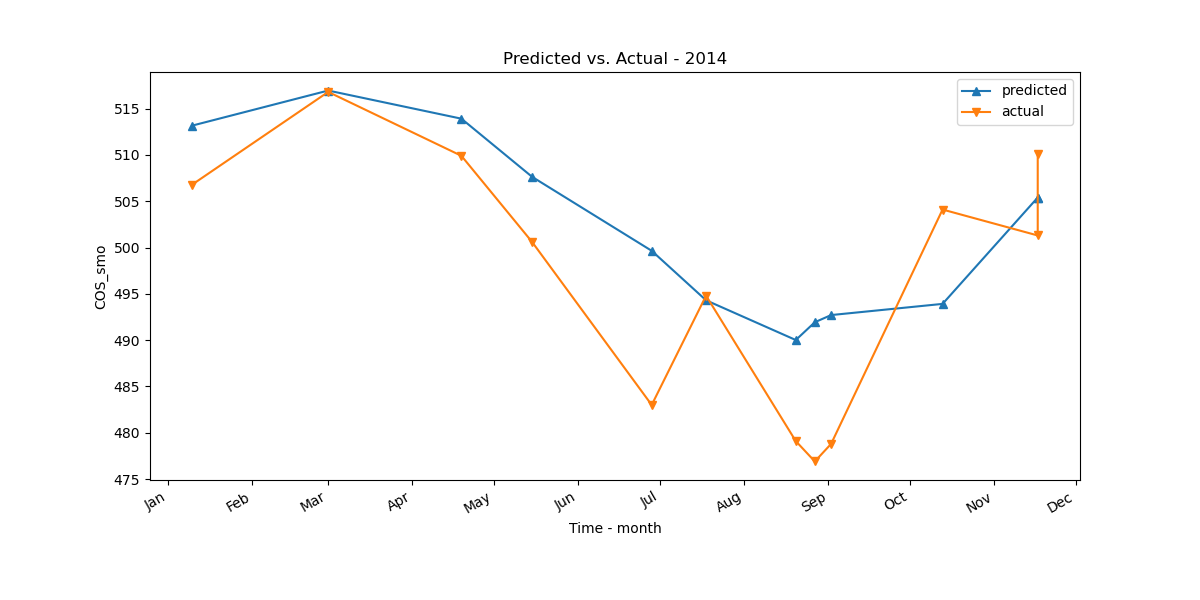 Predicted vs. Actual - 2014
predicted
actual
515
510
505
500
495
490
485
480
475
COS_smo
Jan
Feb
Mar
Apr
May
Jun
Jul
Aug
Sep
Oct
Nov
Dec
Time - month